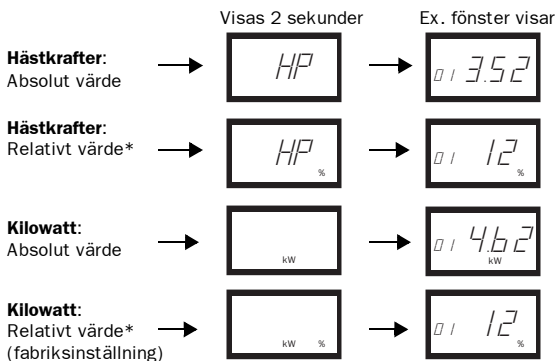 Visas 2 sekunder Ex. fönster visar
Hästkrafter:
Absolut värde
HP
01 3.52
Hästkrafter:
Relativt värde*
HP
%
01 12
%
Kilowatt:
Absolut värde
kW
01 4.62
kW
Kilowatt:
Relativt värde*
(fabriksinställning)
kW %
01 12
%